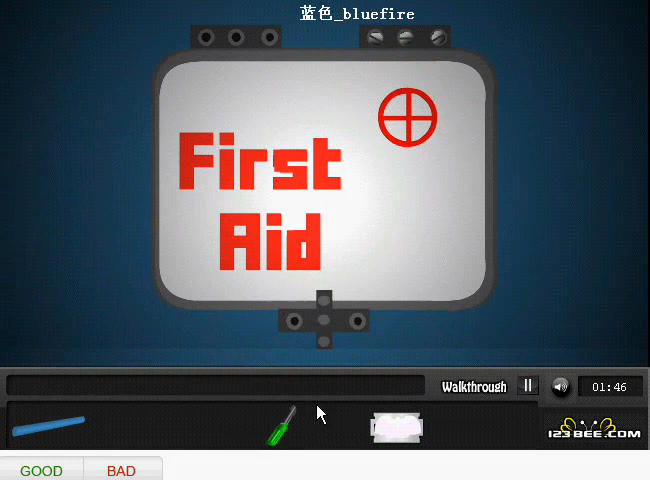 蓝色_bluefire
First
Aid
Walkthrough
01:46
123BEE.COM
GOOD BAD